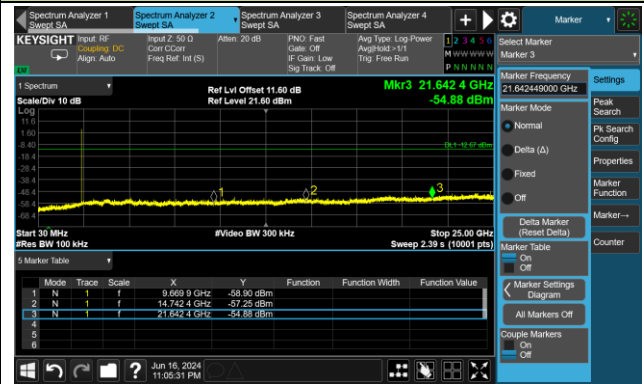 Spectrum Analyzer 1
Swept SA
Spectrum Analyzer 2
Swept SA
Spectrum Analyzer 3
Swept SA
Spectrum Analyzer 4
Swept SA
Marker
KEYSIGHT
Input: RF
Coupling: DC
Align: Auto
Input Z: 50 Ω
Corr CCorr
Freq Ref: Int (S)
Atten: 20 dB
PNO: Fast
Gate: Off
IF Gain: Low
Sig Track: Off
Avg Type: Log-Power
Avg|Hold:>1/1
Trig: Free Run
1 2 3 4 5 6
M W W W W W
P N N N N N
Select Marker
Marker 3
1 Spectrum
Scale/Div 10 dB
Ref Lvl Offset 11.60 dB
Ref Level 21.60 dBm
Mkr3 21.642 4 GHz
-54.88 dBm
Log
11.6
1.60
-8.40
-18.4
-28.4
-38.4
-48.4
-58.4
-68.4
DL1 -12.67 dBm
1
2
3
Start 30 MHz
#Res BW 100 kHz
#Video BW 300 kHz
Stop 25.00 GHz
Sweep 2.39 s (10001 pts)
5 Marker Table
Mode Trace Scale X Y Function Function Width Function Value
1 N 1 f 9.669 9 GHz -58.90 dBm
2 N 1 f 14.742 4 GHz -57.25 dBm
3 N 1 f 21.642 4 GHz -54.88 dBm
4
5
6
Marker Frequency
21.642449000 GHz
Marker Mode
Normal
Delta (Δ)
Fixed
Off
Delta Marker
(Reset Delta)
Marker Table
On
Off
Marker Settings
Diagram
All Markers Off
Couple Markers
On
Off
Settings
Peak
Search
Pk Search
Config
Properties
Marker
Function
Marker→
Counter
?
Jun 16, 2024
11:05:31 PM